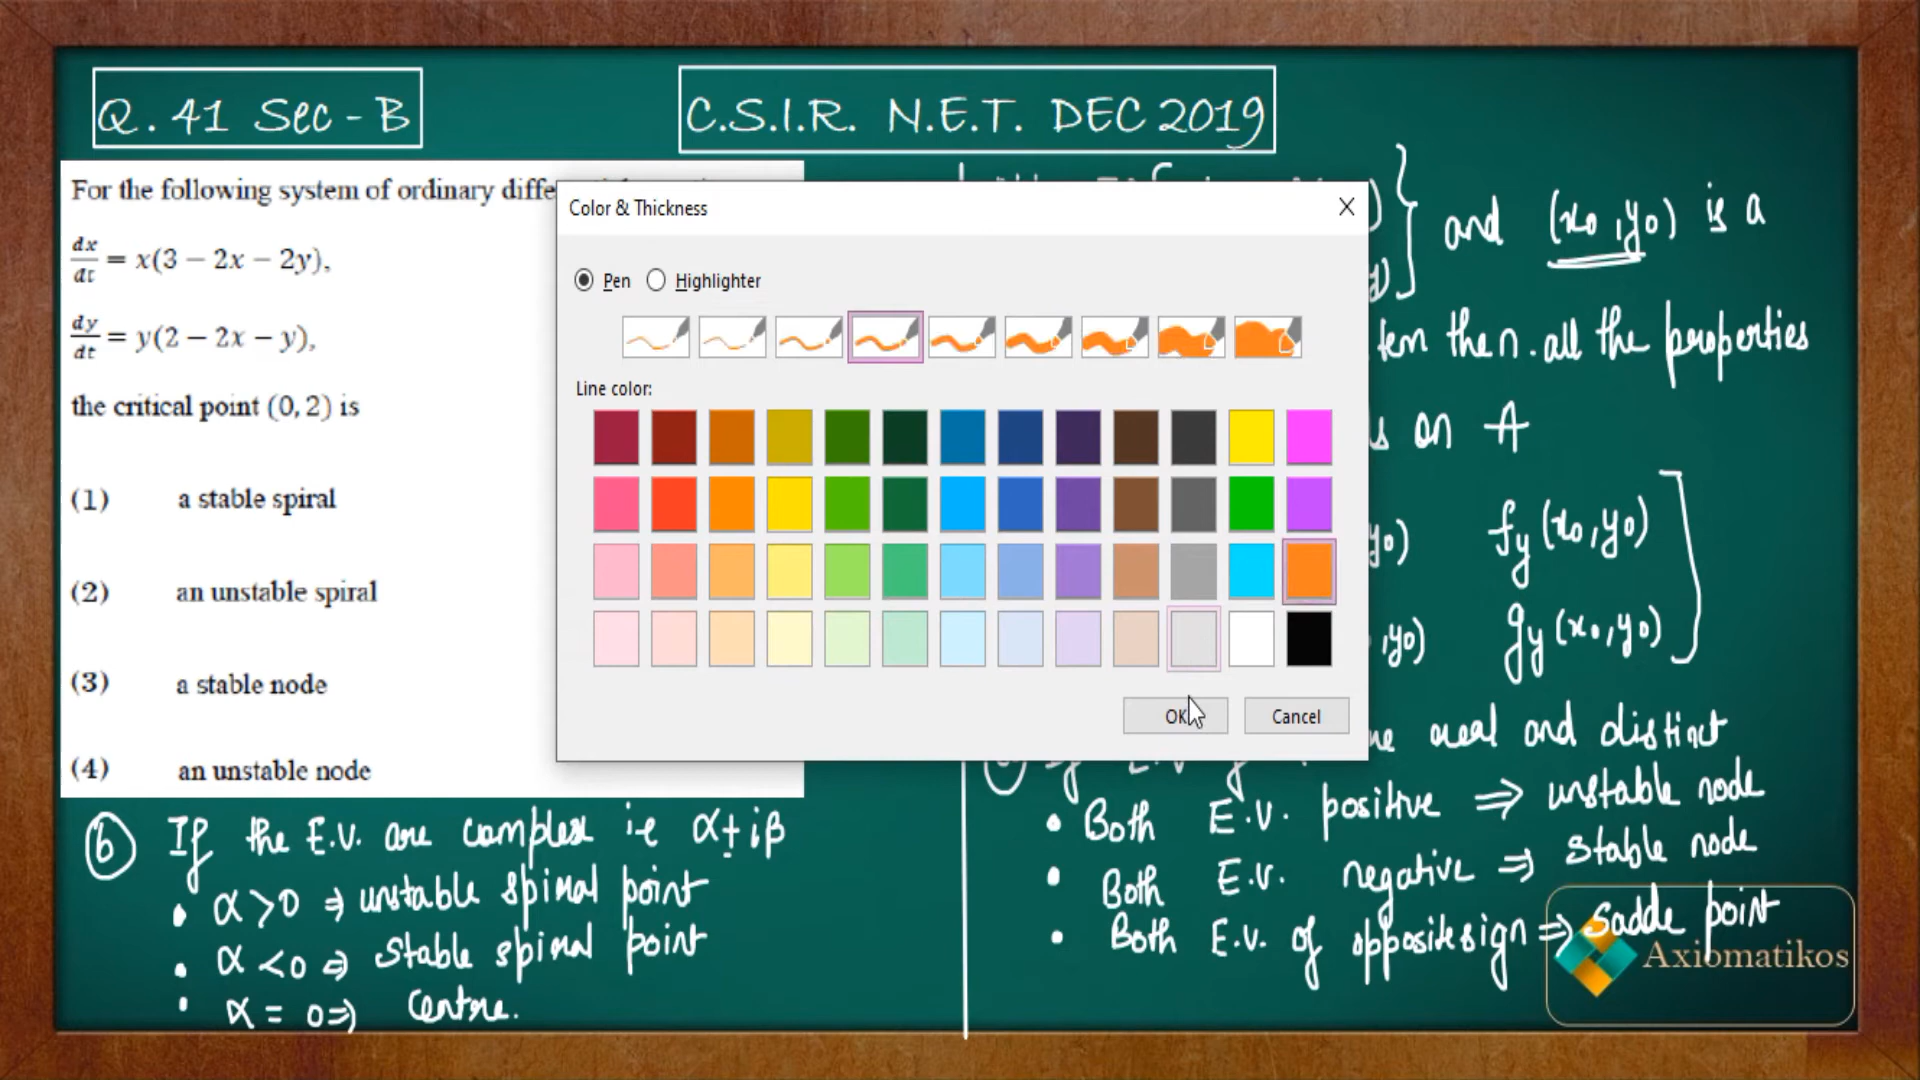 Q. 41 Sec - B
C.S.I.R. N.E.T. DEC 2019
For the following system of ordinary diffe
dx/dt = x(3 − 2x − 2y),
dy/dt = y(2 − 2x − y),
the critical point (0, 2) is
(1) a stable spiral
(2) an unstable spiral
(3) a stable node
(4) an unstable node
⑥ If the E.V. are complex ie α ± iβ
• α > 0 ⇒ unstable spiral point
• α < 0 ⇒ stable spiral point
• α = 0 ⇒ centre.
Color & Thickness
Pen Highlighter
Line color:
OK Cancel
and (x0, y0) is a
tem then. all the properties
on A
y0) fy (x0, y0)
, y0) gy (x0, y0)
real and distinct
• Both E.V. positive ⇒ unstable node
• Both E.V. negative ⇒ stable node
• Both E.V. of opposite sign ⇒ sadde point
Axiomatikos